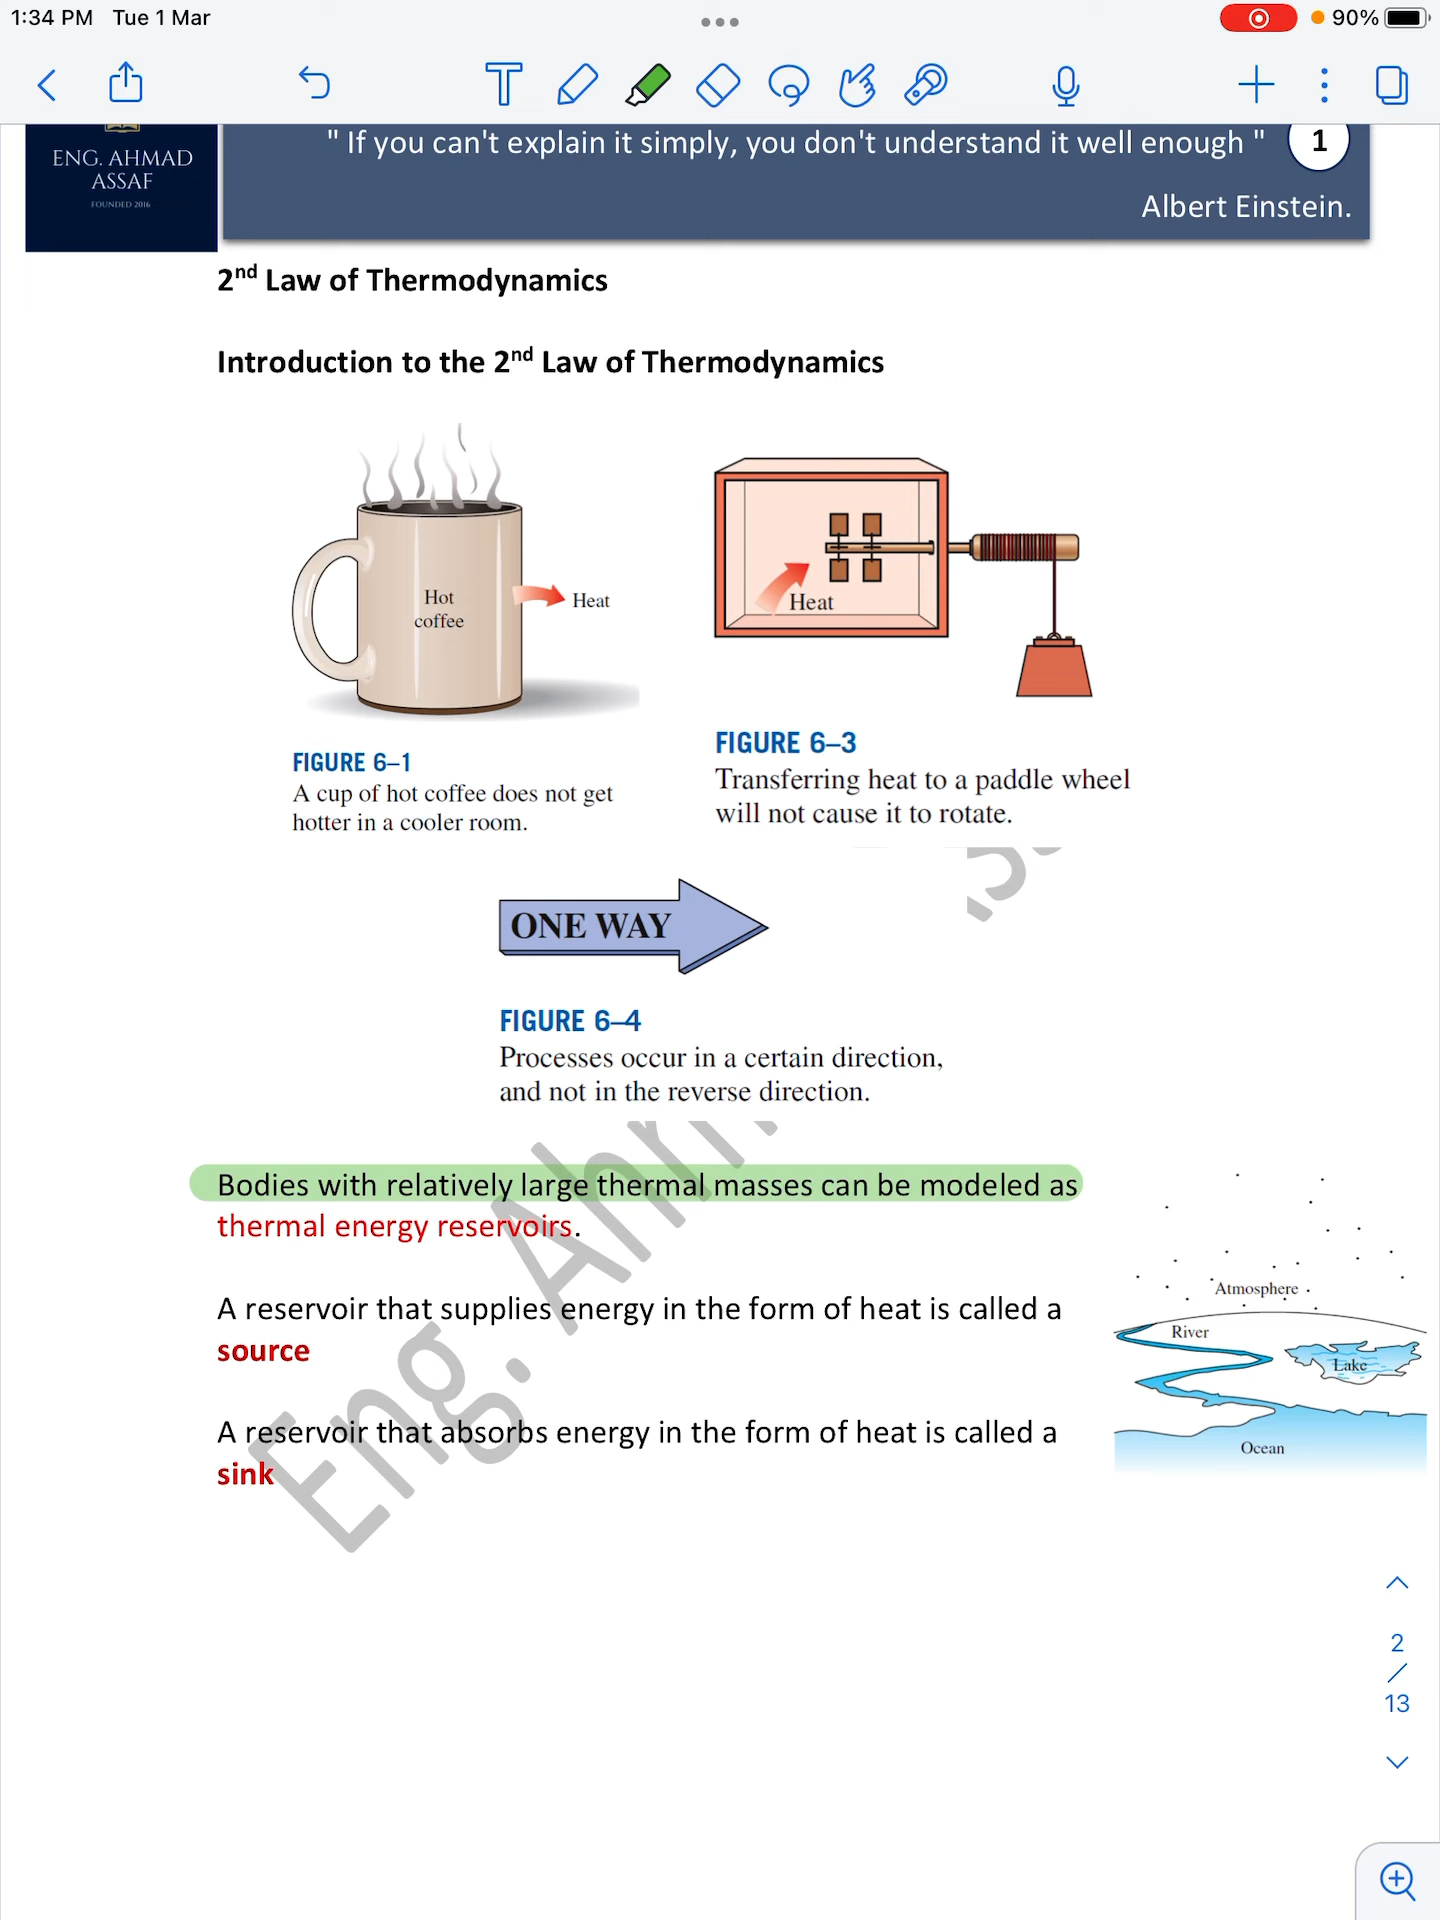 1:34 PM Tue 1 Mar
90%
ENG. AHMAD
ASSAF
FOUNDED 2016
" If you can't explain it simply, you don't understand it well enough "
1
Albert Einstein.
2nd Law of Thermodynamics
Introduction to the 2nd Law of Thermodynamics
Hot
coffee
Heat
Heat
FIGURE 6–1
A cup of hot coffee does not get
hotter in a cooler room.
FIGURE 6–3
Transferring heat to a paddle wheel
will not cause it to rotate.
ONE WAY
FIGURE 6–4
Processes occur in a certain direction,
and not in the reverse direction.
Bodies with relatively large thermal masses can be modeled as
thermal energy reservoirs.
A reservoir that supplies energy in the form of heat is called a
source
A reservoir that absorbs energy in the form of heat is called a
sink
Atmosphere
River
Lake
Ocean
Eng.
2
/
13